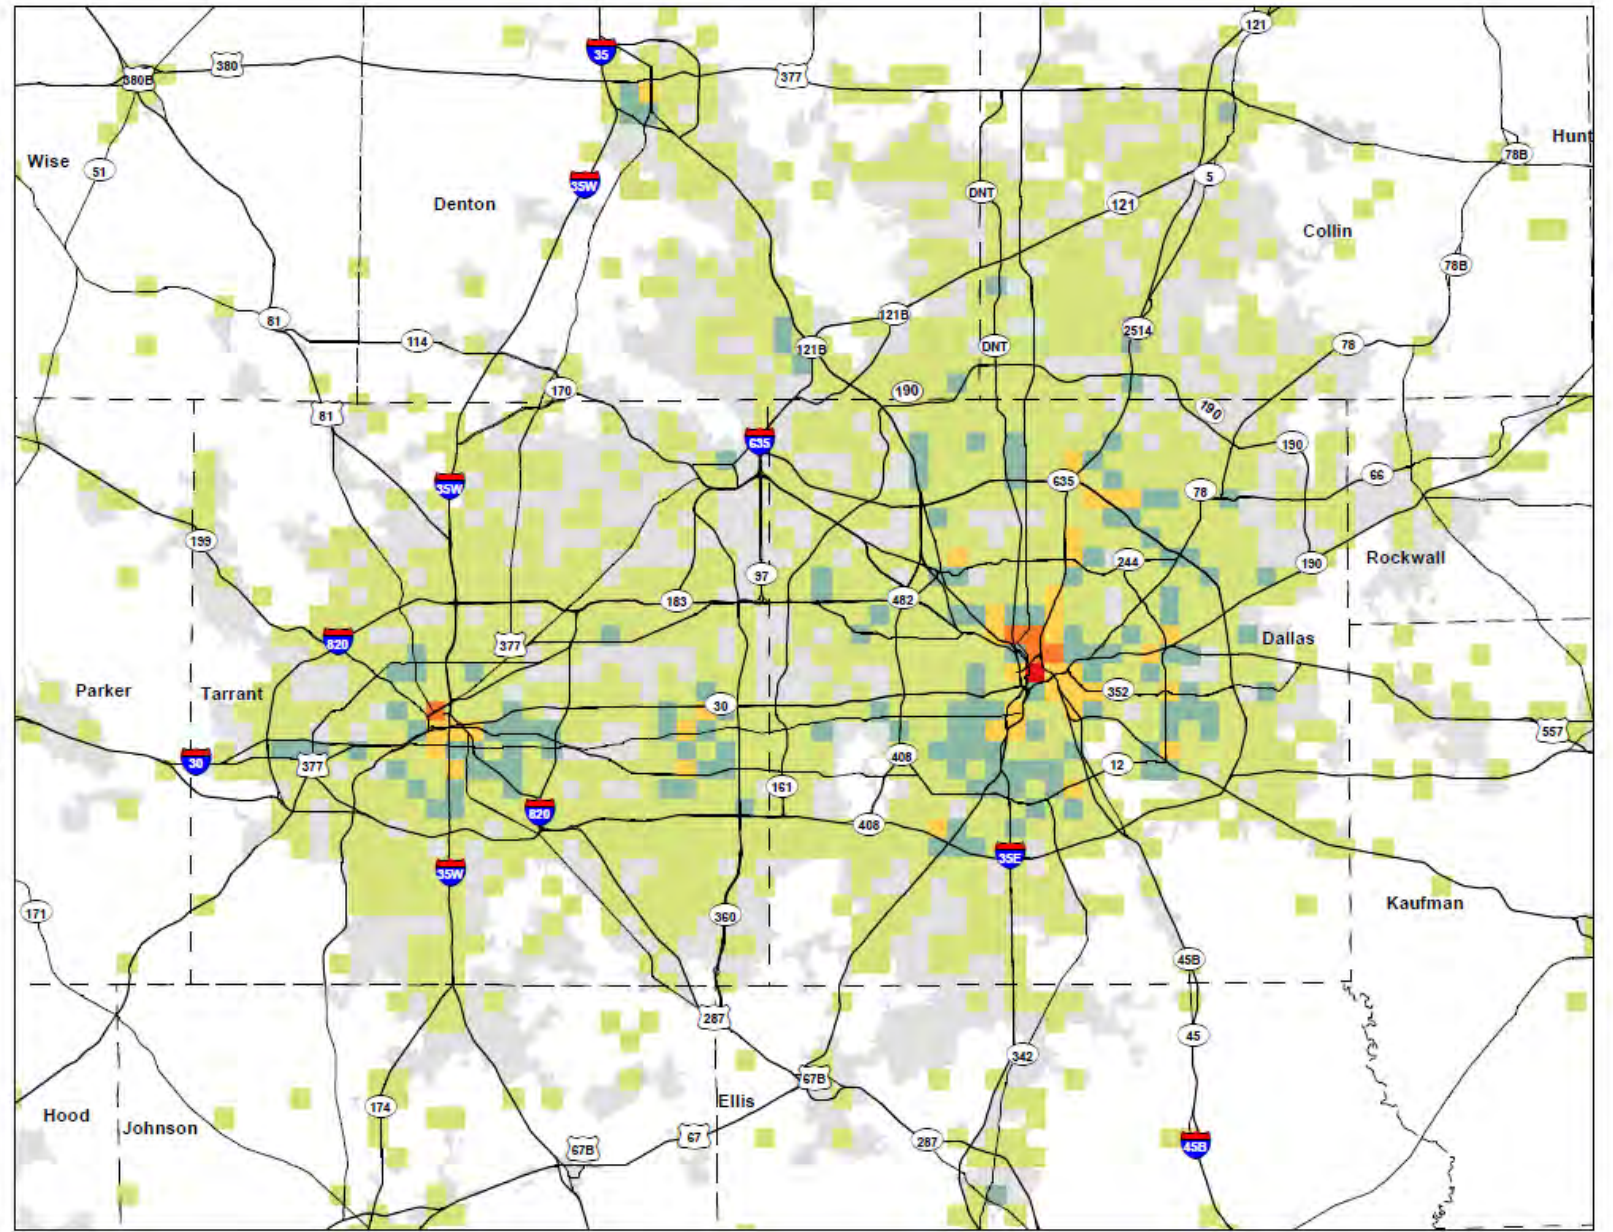 121
35
380
377
380B
Hunt
78B
Wise
51
5
35W
DNT
121
Denton
Collin
78B
121B
81
2514
114
DNT
78
121B
170
190
190
81
635
190
66
35W
635
78
199
97
244
190
Rockwall
183
482
820
377
Dallas
Parker
Tarrant
352
30
557
408
30
377
12
161
820
408
35E
35W
171
360
Kaufman
45B
287
45
342
67B
Ellis
174
Hood
Johnson
67
287
67B
45B